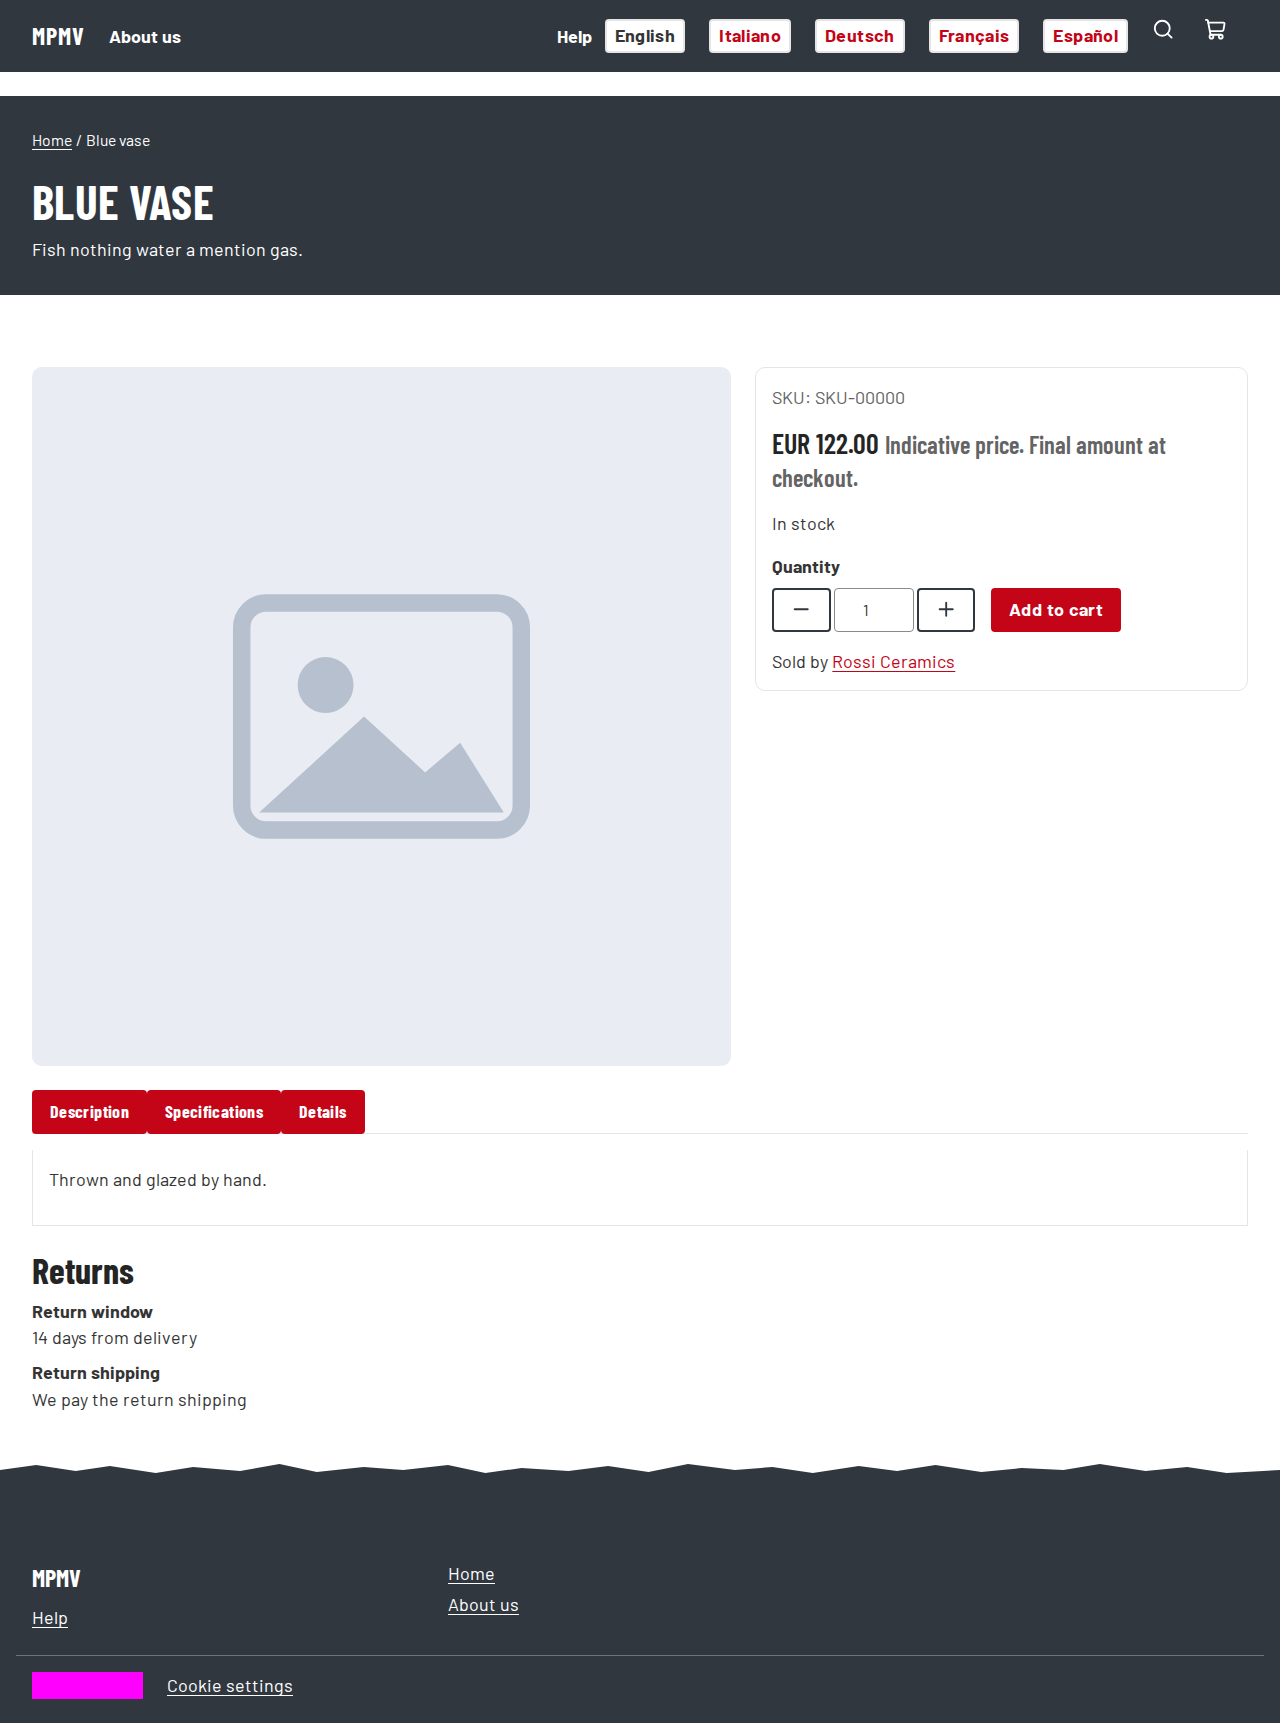 MPMV About us Help English Italiano Deutsch Français Español
Home / Blue vase
BLUE VASE
Fish nothing water a mention gas.
SKU: SKU-00000
EUR 122.00 Indicative price. Final amount at
checkout.
In stock
Quantity
1 Add to cart
Sold by Rossi Ceramics
Description Specifications Details
Thrown and glazed by hand.
Returns
Return window
14 days from delivery
Return shipping
We pay the return shipping
MPMV
Help
Home
About us
Cookie settings